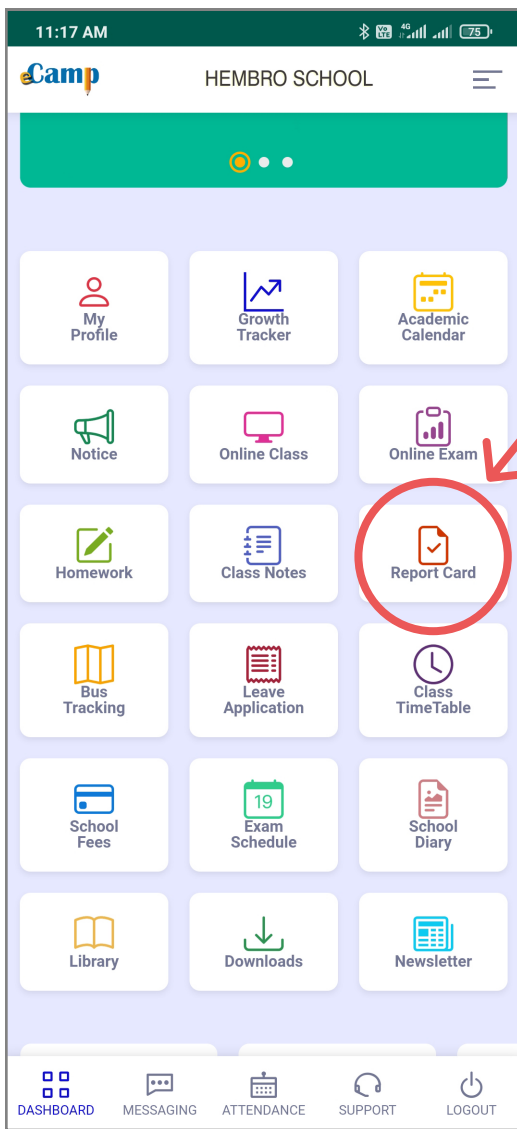 11:17 AM VoLTE 4G 75
eCamp HEMBRO SCHOOL
My
Profile
Growth
Tracker
Academic
Calendar
Notice
Online Class
Online Exam
Homework
Class Notes
Report Card
Bus
Tracking
Leave
Application
Class
TimeTable
School
Fees
19
Exam
Schedule
School
Diary
Library
Downloads
Newsletter
DASHBOARD MESSAGING ATTENDANCE SUPPORT LOGOUT